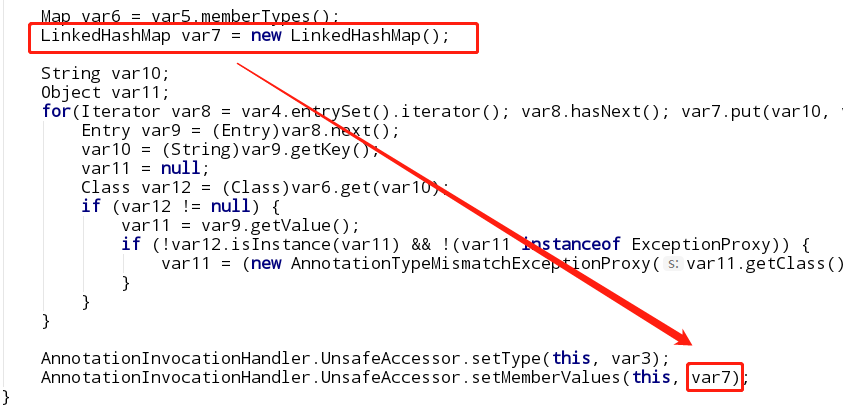 Map var6 = var5.memberTypes();
LinkedHashMap var7 = new LinkedHashMap();
String var10;
Object var11;
for(Iterator var8 = var4.entrySet().iterator(); var8.hasNext(); var7.put(var10,
Entry var9 = (Entry)var8.next();
var10 = (String)var9.getKey();
var11 = null;
Class var12 = (Class)var6.get(var10);
if (var12 != null) {
var11 = var9.getValue();
if (!var12.isInstance(var11) && !(var11 instanceof ExceptionProxy)) {
var11 = (new AnnotationTypeMismatchExceptionProxy( s: var11.getClass()
}
}
}
AnnotationInvocationHandler.UnsafeAccessor.setType(this, var3);
AnnotationInvocationHandler.UnsafeAccessor.setMemberValues(this, var7);
}